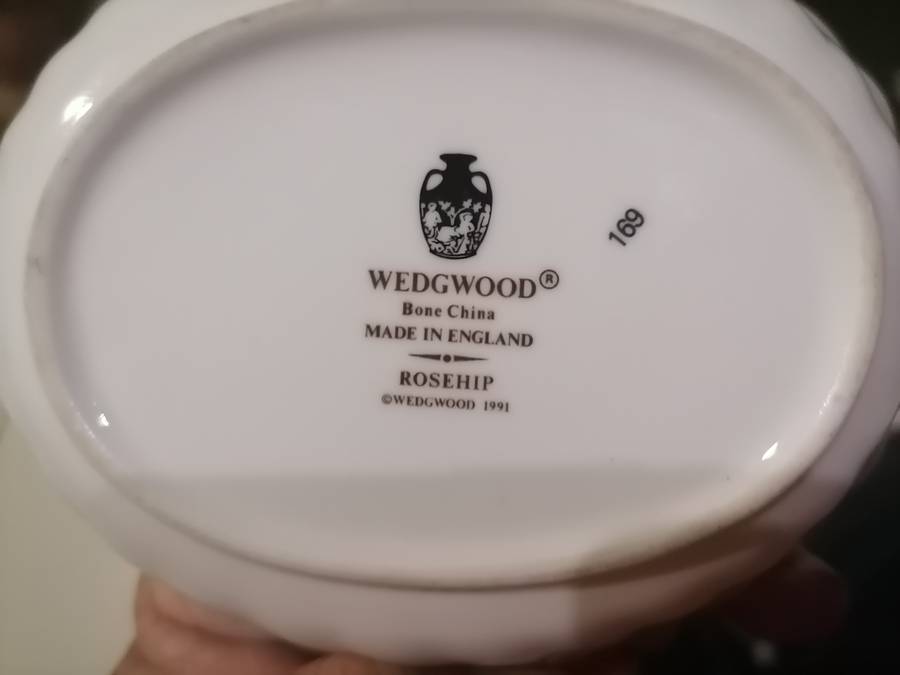 WEDGWOOD®
Bone China
MADE IN ENGLAND
ROSEHIP
©WEDGWOOD 1991
169